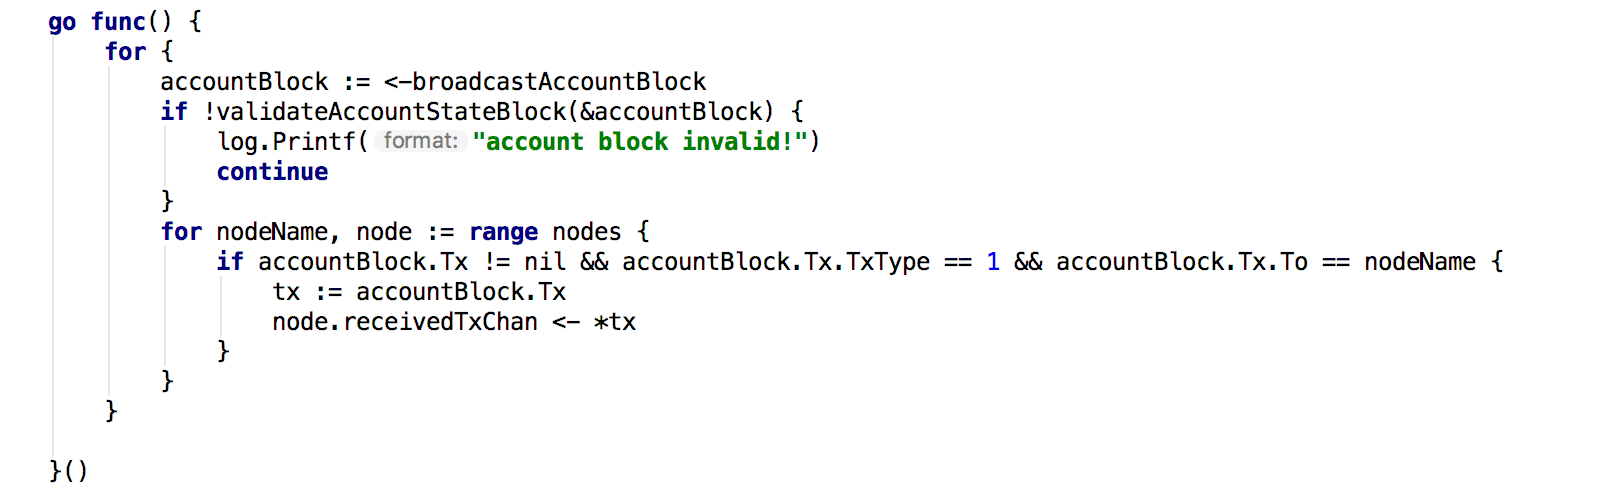 go func() {
    for {
        accountBlock := <-broadcastAccountBlock
        if !validateAccountStateBlock(&accountBlock) {
            log.Printf( format: "account block invalid!")
            continue
        }
        for nodeName, node := range nodes {
            if accountBlock.Tx != nil && accountBlock.Tx.TxType == 1 && accountBlock.Tx.To == nodeName {
                tx := accountBlock.Tx
                node.receivedTxChan <- *tx
            }
        }
    }

}()